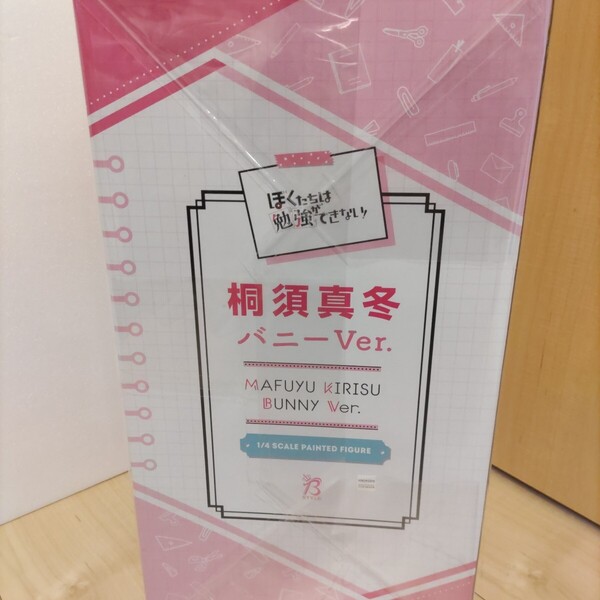 ぼくたちは
勉強が
できない
桐須真冬
バニーVer.
MAFUYU KIRISU
BUNNY Ver.
1/4 SCALE PAINTED FIGURE
B
STYLE